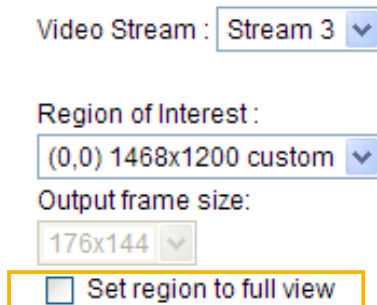 Video Stream : Stream 3
Region of Interest :
(0,0) 1468x1200 custom
Output frame size:
176x144
Set region to full view